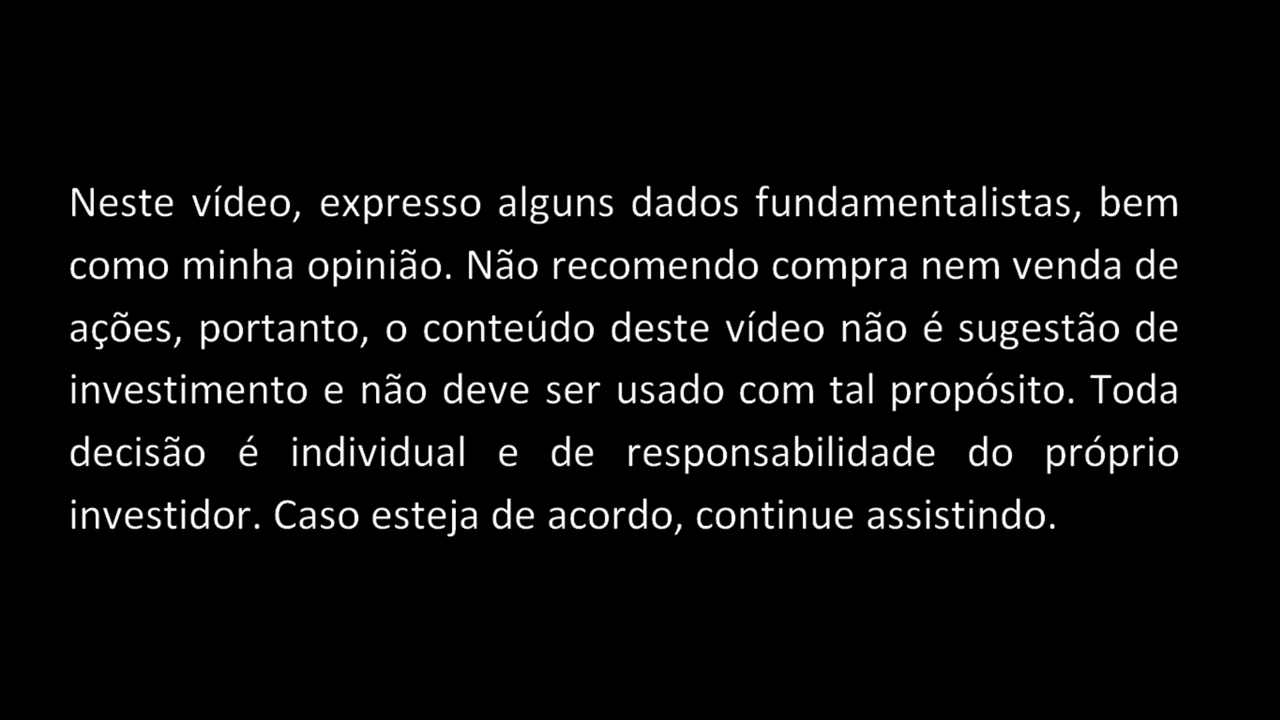 Neste vídeo, expresso alguns dados fundamentalistas, bem
como minha opinião. Não recomendo compra nem venda de
ações, portanto, o conteúdo deste vídeo não é sugestão de
investimento e não deve ser usado com tal propósito. Toda
decisão é individual e de responsabilidade do próprio
investidor. Caso esteja de acordo, continue assistindo.